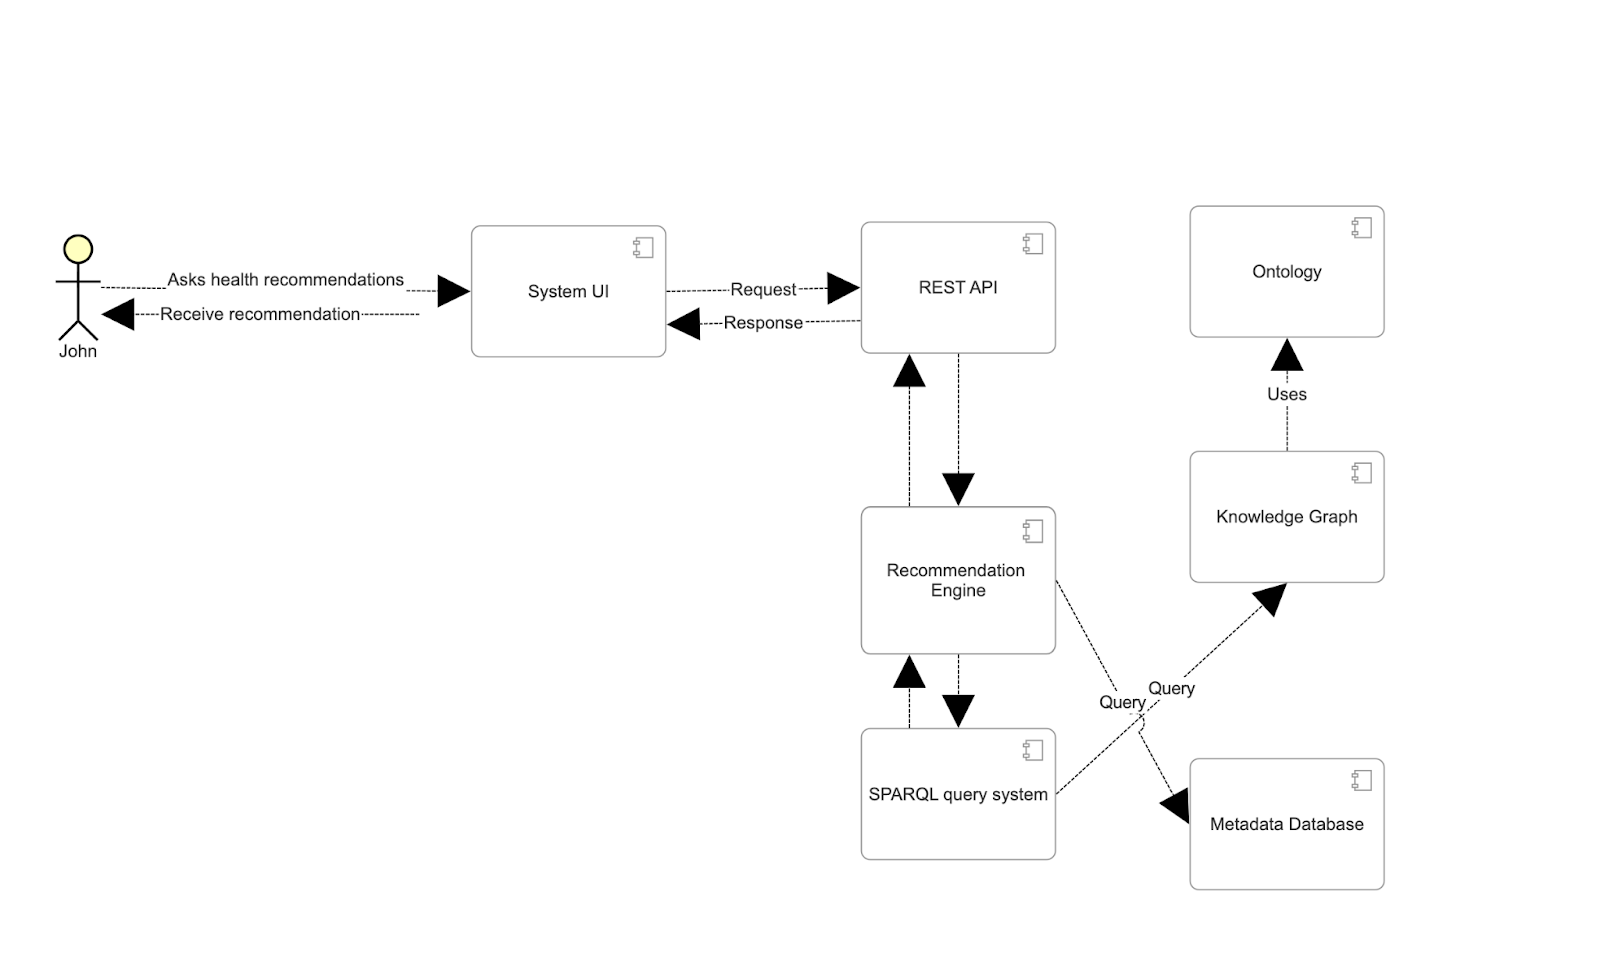 Asks health recommendations
Receive recommendation
John
System UI
Request
Response
REST API
Ontology
Uses
Knowledge Graph
Recommendation
Engine
Query
Query
SPARQL query system
Metadata Database